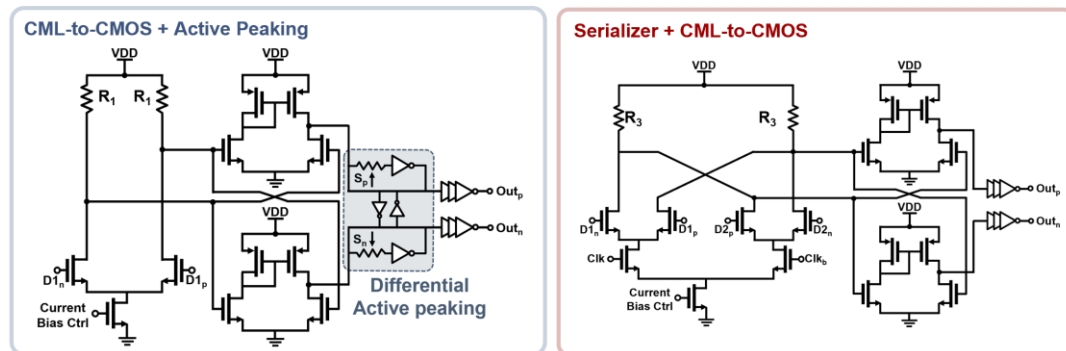 CML-to-CMOS + Active Peaking
VDD
VDD
R1
R1
Sp
Outp
VDD
Sn
Outn
D1n
D1p
Differential
Active peaking
Current
Bias Ctrl
Serializer + CML-to-CMOS
VDD
VDD
R3
R3
Outp
VDD
D1n
D1p
D2p
D2n
Outn
Clk
Clkb
Current
Bias Ctrl